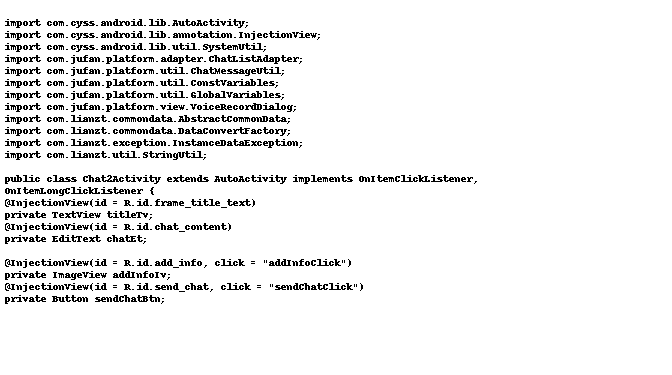 import com.cyss.android.lib.AutoActivity;
import com.cyss.android.lib.annotation.InjectionView;
import com.cyss.android.lib.util.SystemUtil;
import com.jufan.platform.adapter.ChatListAdapter;
import com.jufan.platform.util.ChatMessageUtil;
import com.jufan.platform.util.ConstVariables;
import com.jufan.platform.util.GlobalVariables;
import com.jufan.platform.view.VoiceRecordDialog;
import com.lianzt.commondata.AbstractCommonData;
import com.lianzt.commondata.DataConvertFactory;
import com.lianzt.exception.InstanceDataException;
import com.lianzt.util.StringUtil;
public class Chat2Activity extends AutoActivity implements OnItemClickListener,
OnItemLongClickListener {
@InjectionView(id = R.id.frame_title_text)
private TextView titleTv;
@InjectionView(id = R.id.chat_content)
private EditText chatEt;
@InjectionView(id = R.id.add_info, click = "addInfoClick")
private ImageView addInfoIv;
@InjectionView(id = R.id.send_chat, click = "sendChatClick")
private Button sendChatBtn;